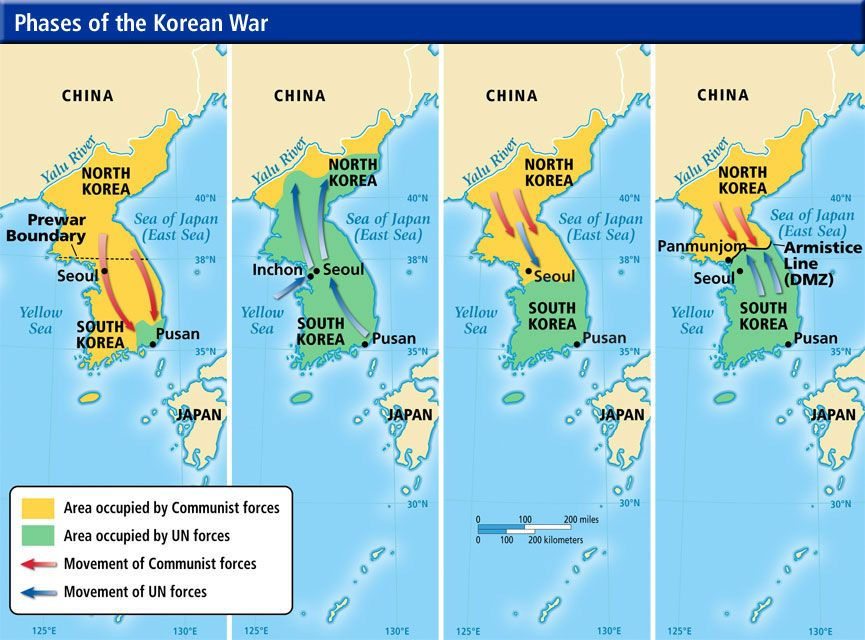 Phases of the Korean War
CHINA
Yalu River
NORTH
KOREA
40°N
Prewar
Boundary
Sea of Japan
(East Sea)
38°N
Seoul
Yellow
Sea
SOUTH
KOREA
Pusan
35°N
JAPAN
130°N
125°E
130°E
CHINA
Yalu River
NORTH
KOREA
40°N
Sea of Japan
(East Sea)
38°N
Inchon
Seoul
Yellow
Sea
SOUTH
KOREA
Pusan
35°N
JAPAN
30°N
125°E
130°E
CHINA
Yalu River
NORTH
KOREA
40°N
Sea of Japan
(East Sea)
38°N
Seoul
Yellow
Sea
SOUTH
KOREA
Pusan
35°N
JAPAN
30°N
0 100 200 miles
0 100 200 kilometers
125°E
130°E
CHINA
Yalu River
NORTH
KOREA
40°N
Sea of Japan
(East Sea)
Panmunjom
Armistice
Line
(DMZ)
38°N
Seoul
Yellow
Sea
SOUTH
KOREA
Pusan
35°N
JAPAN
30°N
125°E
130°E
Area occupied by Communist forces
Area occupied by UN forces
Movement of Communist forces
Movement of UN forces